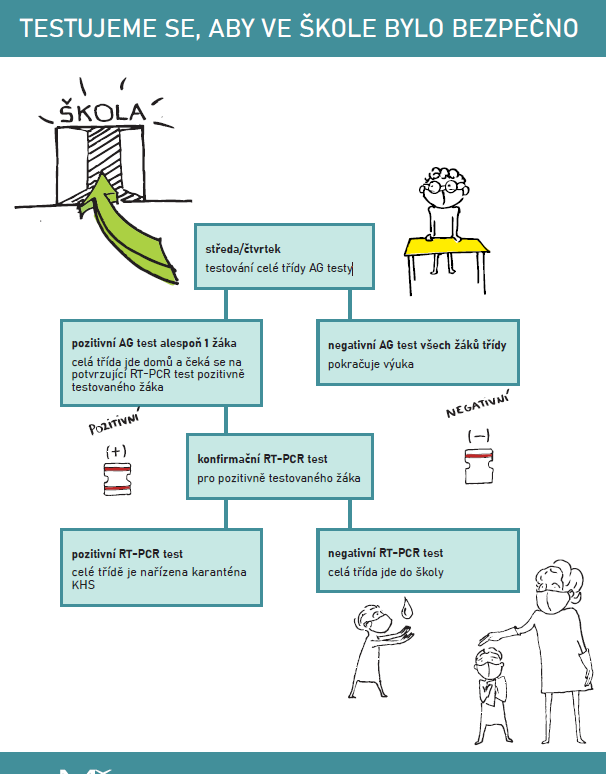 TESTUJEME SE, ABY VE ŠKOLE BYLO BEZPEČNO
ŠKOLA
středa/čtvrtek
testování celé třídy AG testy
pozitivní AG test alespoň 1 žáka
celá třída jde domů a čeká se na
potvrzující RT-PCR test pozitivně
testovaného žáka
negativní AG test všech žáků třídy
pokračuje výuka
POZITIVNÍ
(+)
NEGATIVNÍ
(–)
konfirmační RT-PCR test
pro pozitivně testovaného žáka
pozitivní RT-PCR test
celé třídě je nařízena karanténa
KHS
negativní RT-PCR test
celá třída jde do školy